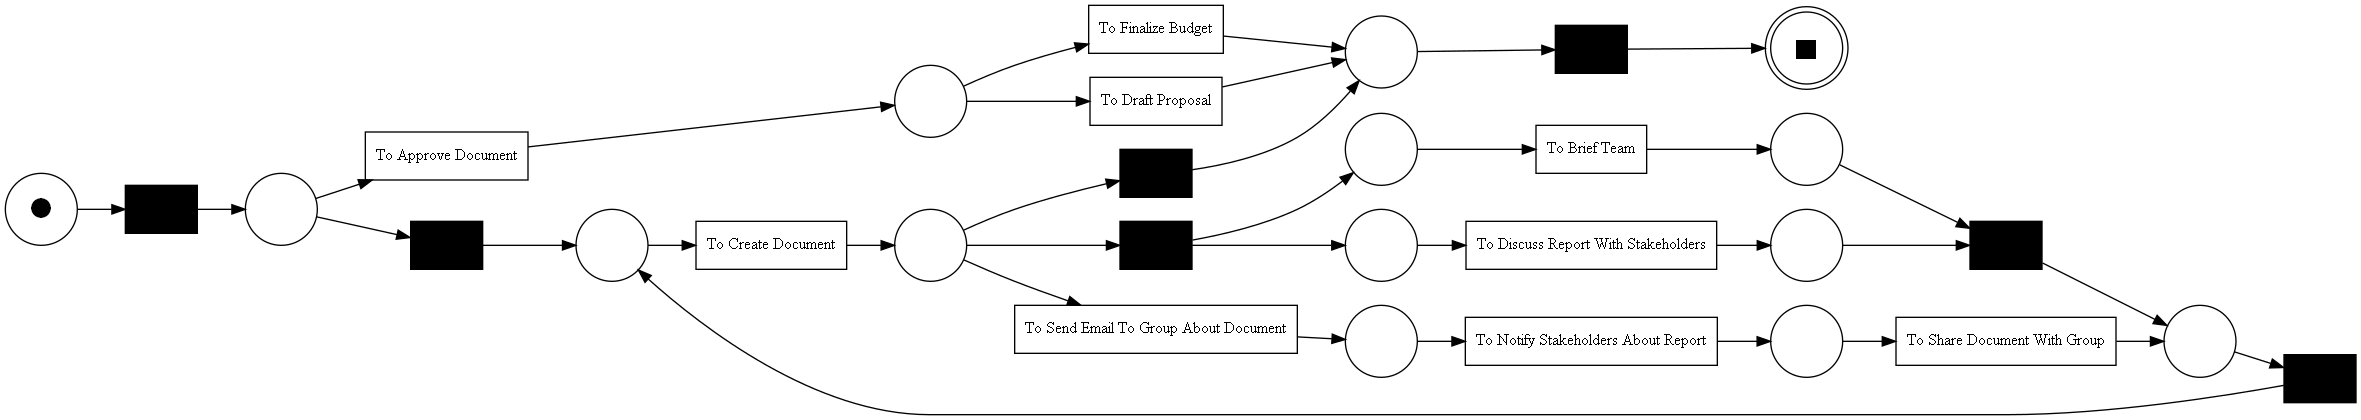 To Finalize Budget
To Draft Proposal
To Approve Document
To Brief Team
To Create Document
To Discuss Report With Stakeholders
To Send Email To Group About Document
To Notify Stakeholders About Report
To Share Document With Group